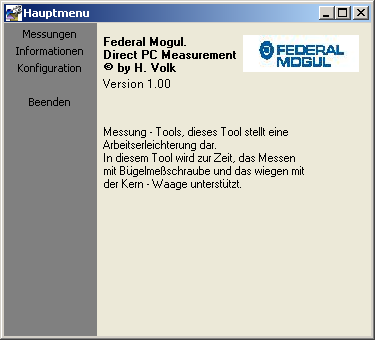 Hauptmenu
Messungen
Informationen
Konfiguration
Beenden
Federal Mogul.
Direct PC Measurement
© by H. Volk
Version 1.00
FEDERAL
MOGUL
Messung - Tools, dieses Tool stellt eine
Arbeitserleichterung dar.
In diesem Tool wird zur Zeit, das Messen
mit Bügelmeßschraube und das wiegen mit
der Kern - Waage unterstützt.